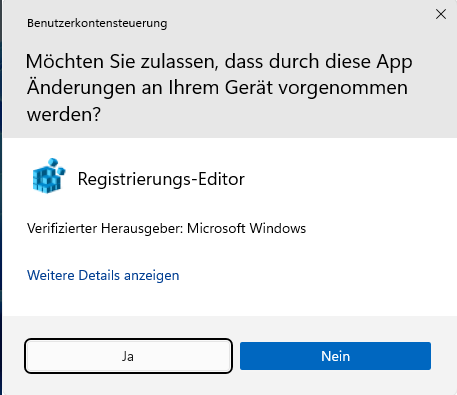 Benutzerkontensteuerung
Möchten Sie zulassen, dass durch diese App
Änderungen an Ihrem Gerät vorgenommen
werden?
Registrierungs-Editor
Verifizierter Herausgeber: Microsoft Windows
Weitere Details anzeigen
Ja
Nein